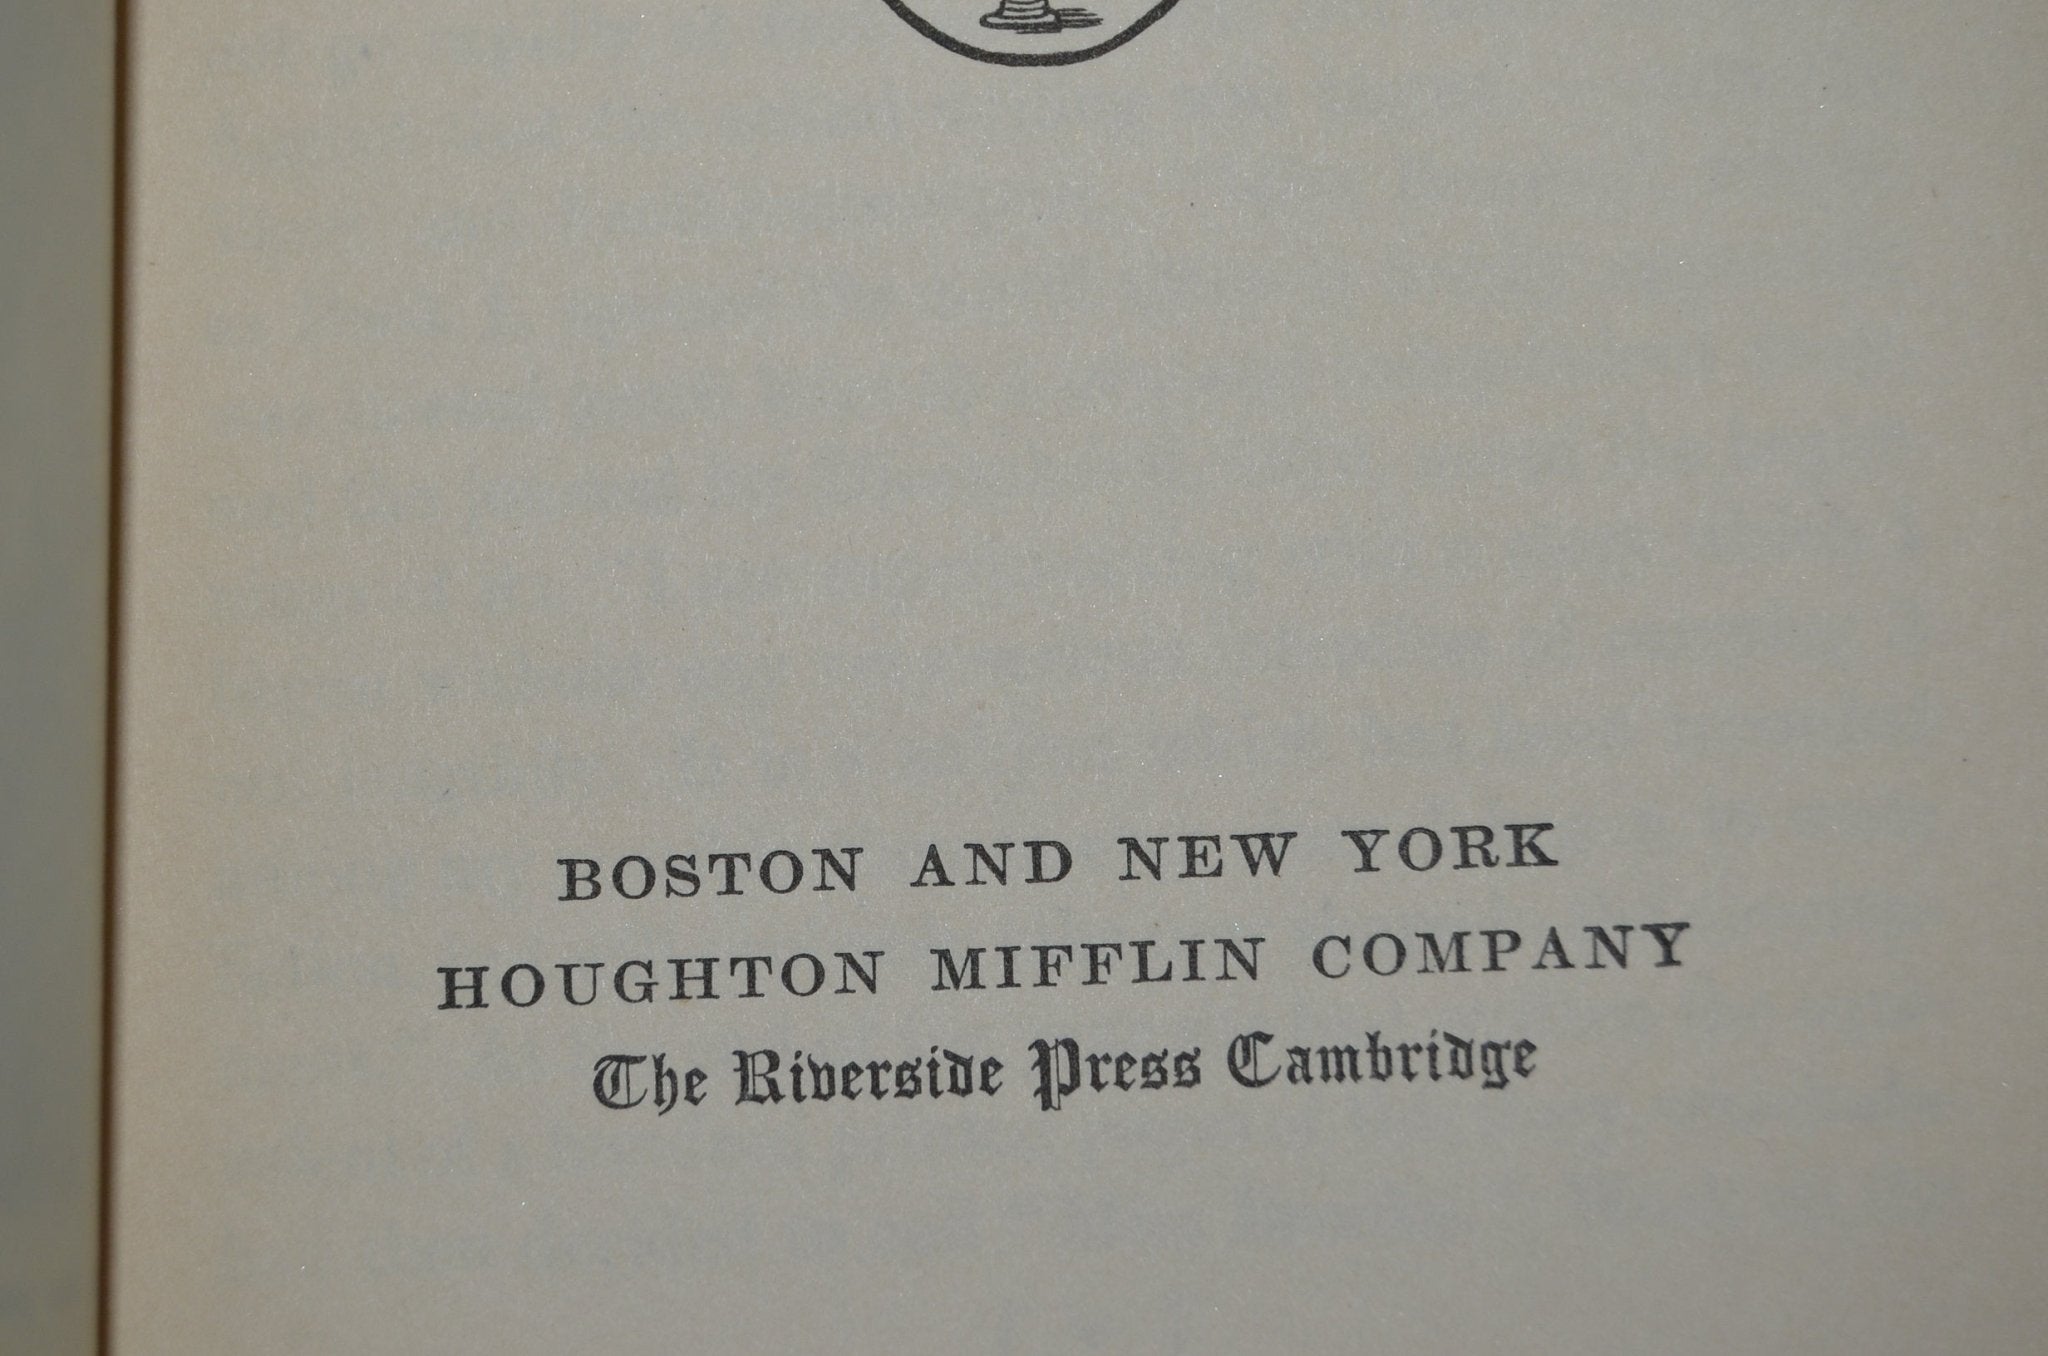 BOSTON AND NEW YORK
HOUGHTON MIFFLIN COMPANY
The Riverside Press Cambridge